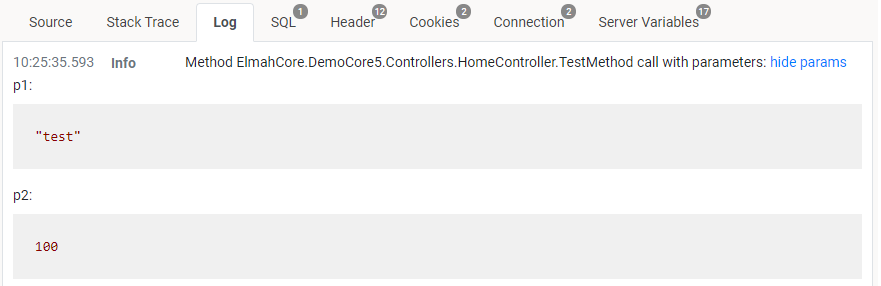 Source Stack Trace Log SQL 1 Header 12 Cookies 2 Connection 2 Server Variables 17
10:25:35.593 Info Method ElmahCore.DemoCore5.Controllers.HomeController.TestMethod call with parameters: hide params
p1:
"test"
p2:
100